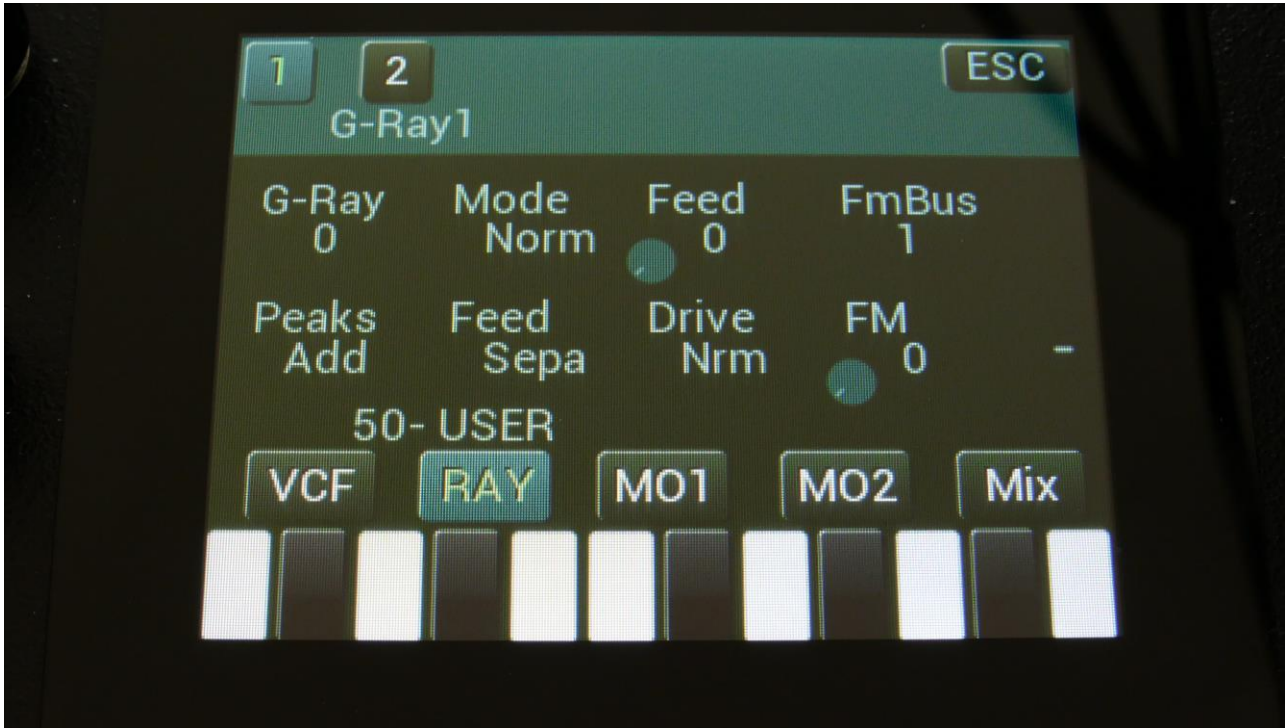 1 2 ESC
G-Ray1
G-Ray Mode Feed FmBus
0 Norm 0 1
Peaks Feed Drive FM
Add Sepa Nrm 0 -
50- USER
VCF RAY MO1 MO2 Mix